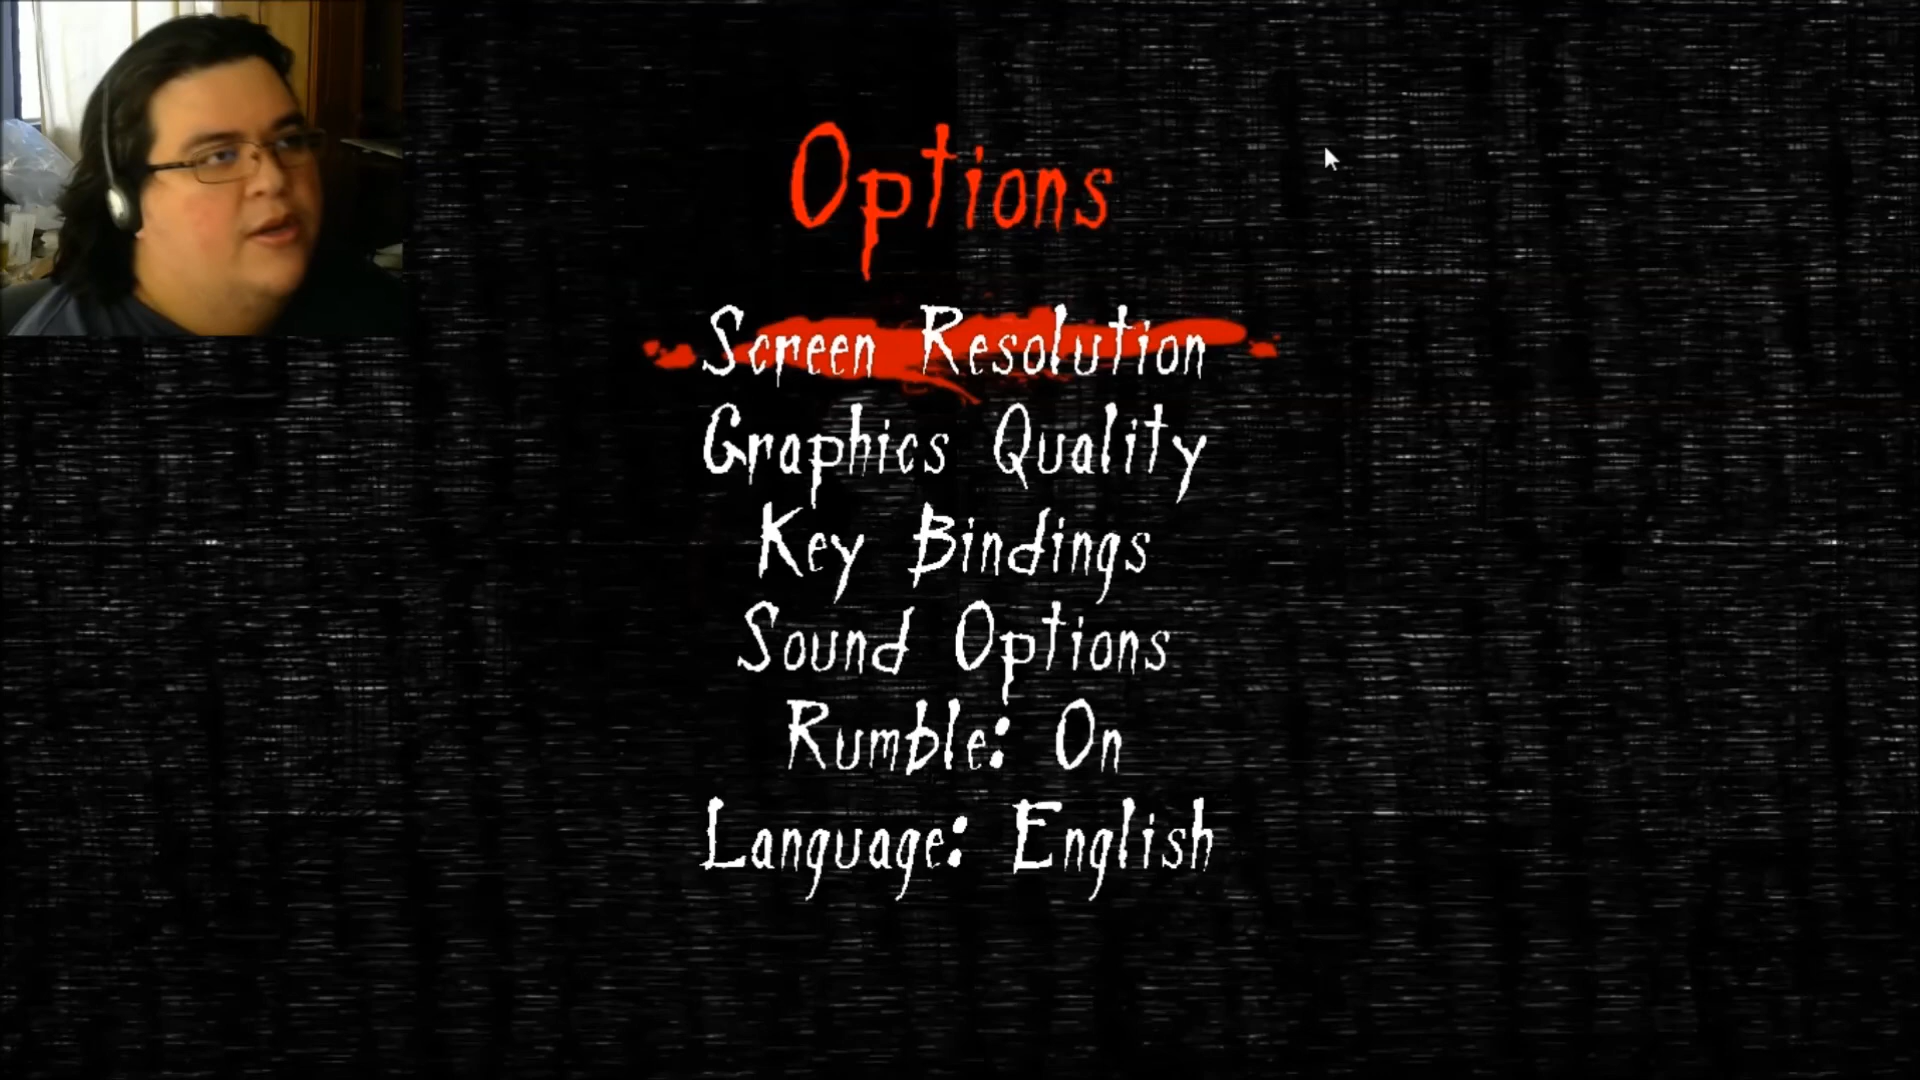 Options
Screen Resolution
Graphics Quality
Key Bindings
Sound Options
Rumble: On
Language: English